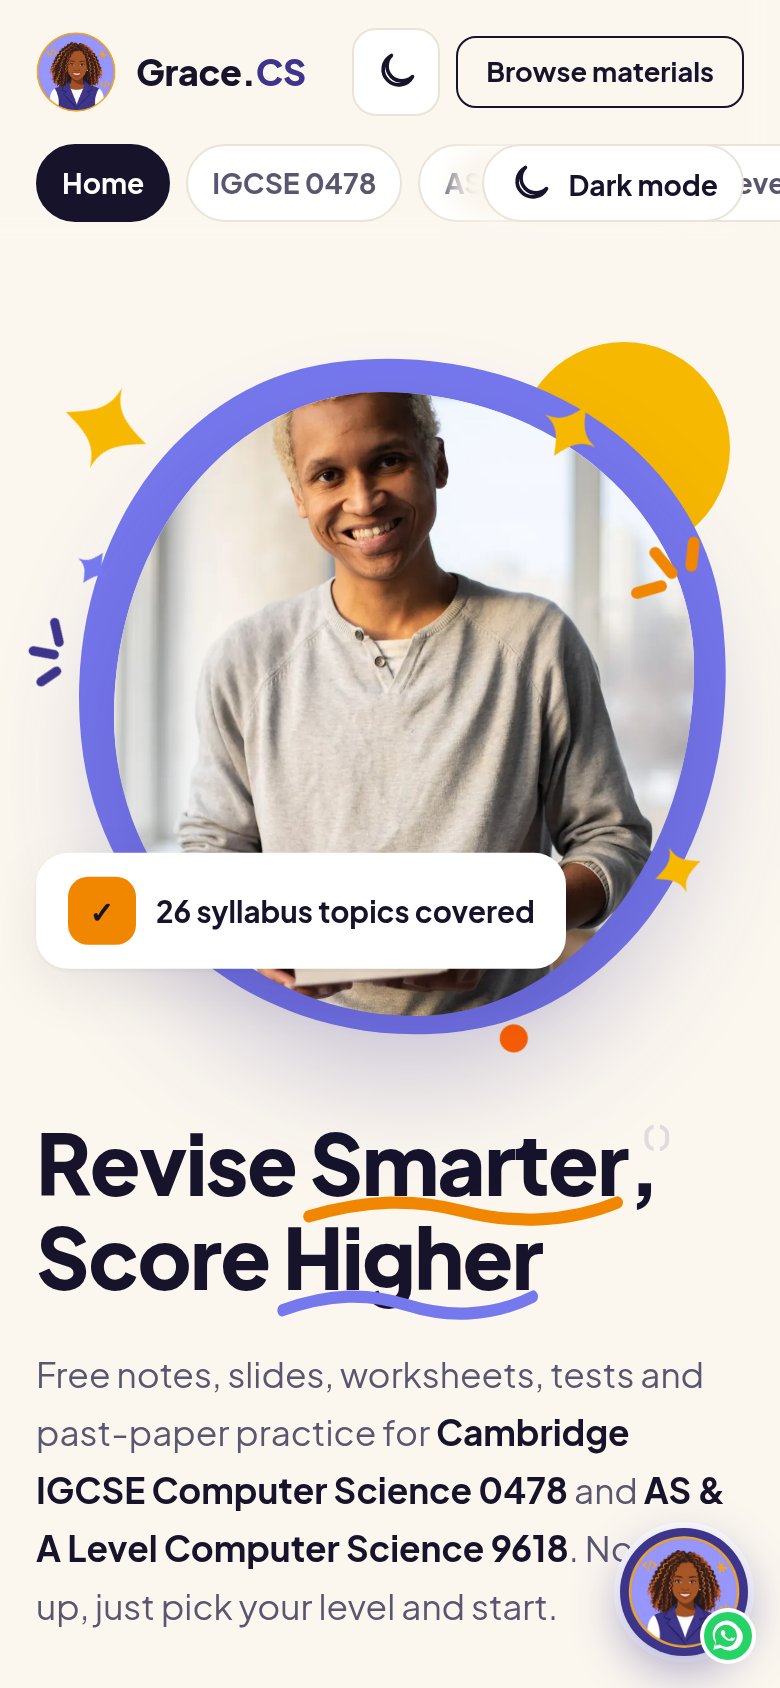 Grace.CS
Browse materials
Home
IGCSE 0478
AS
Dark mode
26 syllabus topics covered
Revise Smarter,
Score Higher
Free notes, slides, worksheets, tests and
past-paper practice for Cambridge
IGCSE Computer Science 0478 and AS &
A Level Computer Science 9618. No
up, just pick your level and start.